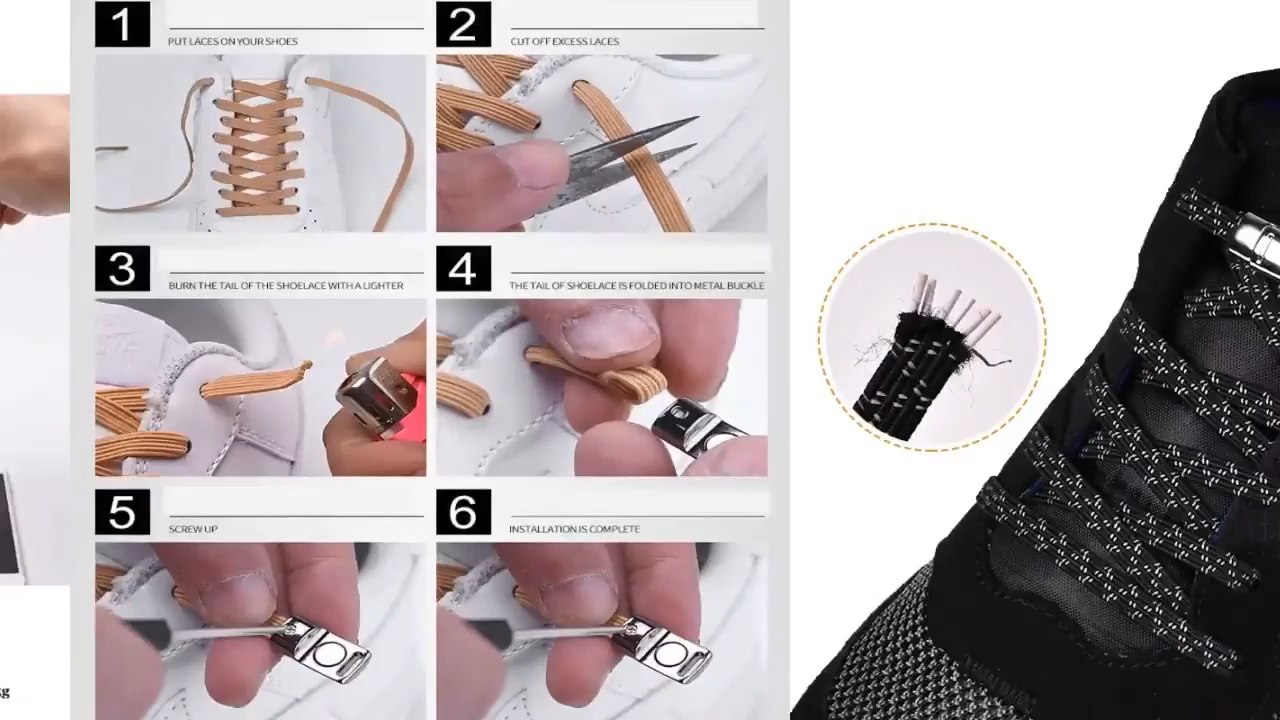 1
PUT LACES ON YOUR SHOES
2
CUT OFF EXCESS LACES
3
BURN THE TAIL OF THE SHOELACE WITH A LIGHTER
4
THE TAIL OF SHOELACE IS FOLDED INTO METAL BUCKLE
5
SCREW UP
6
INSTALLATION IS COMPLETE